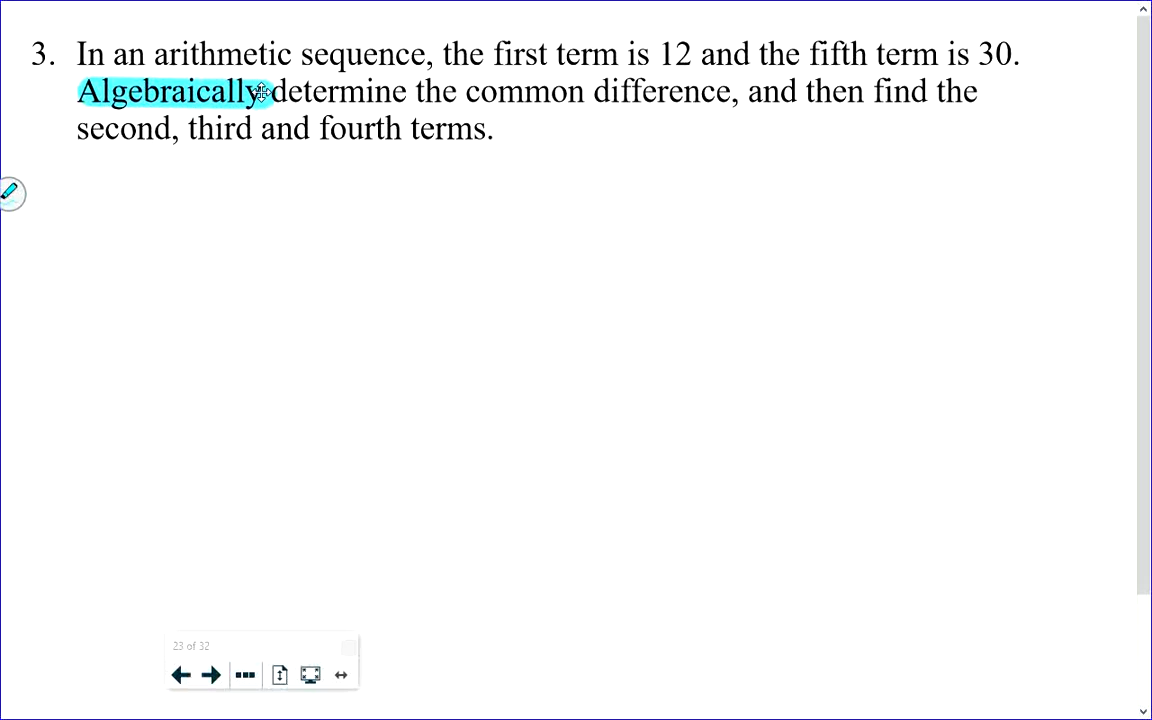 3. In an arithmetic sequence, the first term is 12 and the fifth term is 30.
Algebraically determine the common difference, and then find the
second, third and fourth terms.
23 of 32